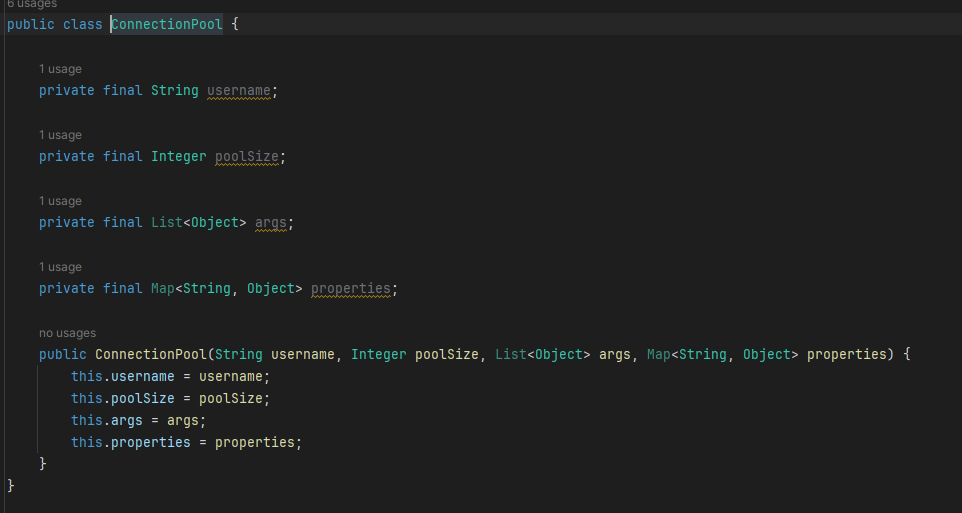 6 usages
public class ConnectionPool {
1 usage
private final String username;
1 usage
private final Integer poolSize;
1 usage
private final List<Object> args;
1 usage
private final Map<String, Object> properties;
no usages
public ConnectionPool(String username, Integer poolSize, List<Object> args, Map<String, Object> properties) {
this.username = username;
this.poolSize = poolSize;
this.args = args;
this.properties = properties;
}
}